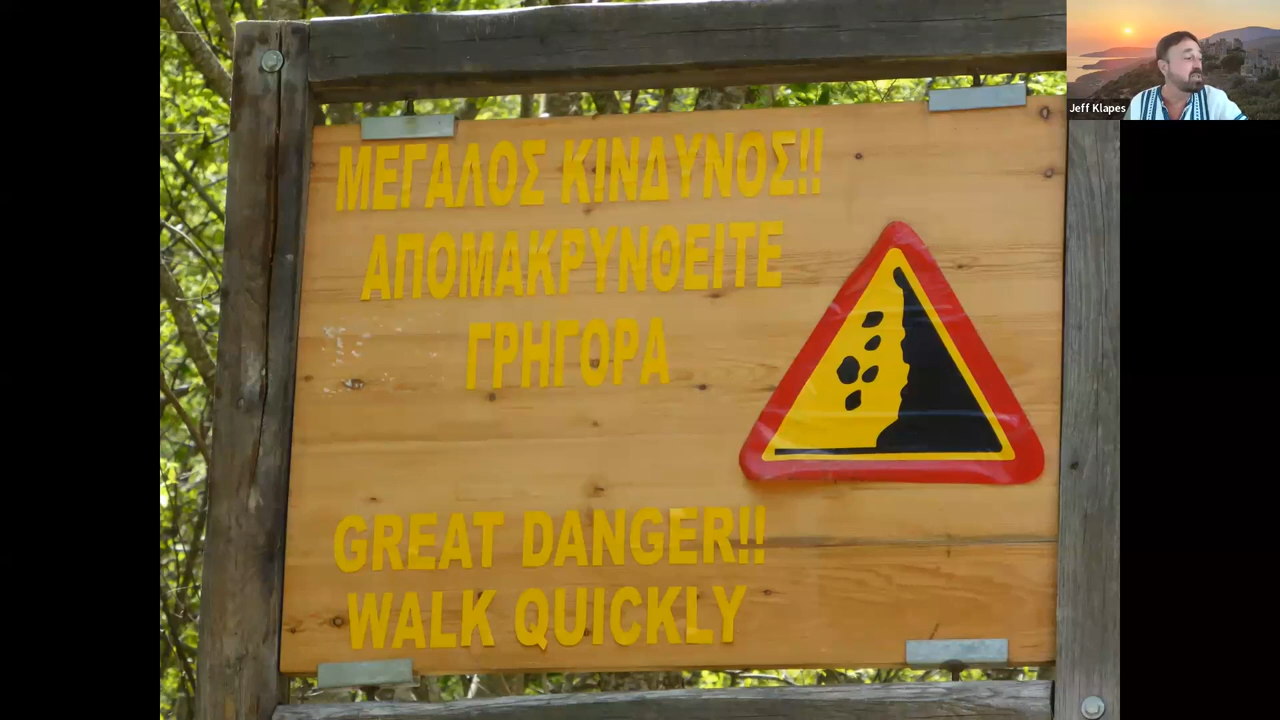 ΜΕΓΑΛΟΣ ΚΙΝΔΥΝΟΣ!!
ΑΠΟΜΑΚΡΥΝΘΕΙΤΕ
ΓΡΗΓΟΡΑ
GREAT DANGER!!
WALK QUICKLY
Jeff Klapes